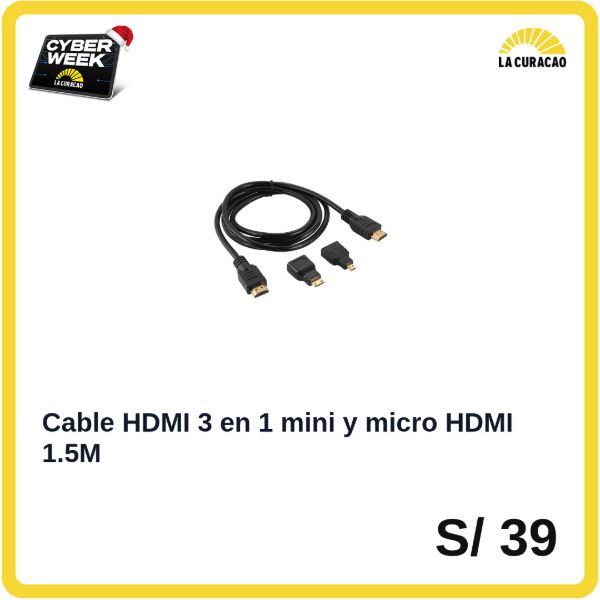 CYBER
WEEK
LA CURACAO
LA CURACAO
Cable HDMI 3 en 1 mini y micro HDMI
1.5M
S/ 39